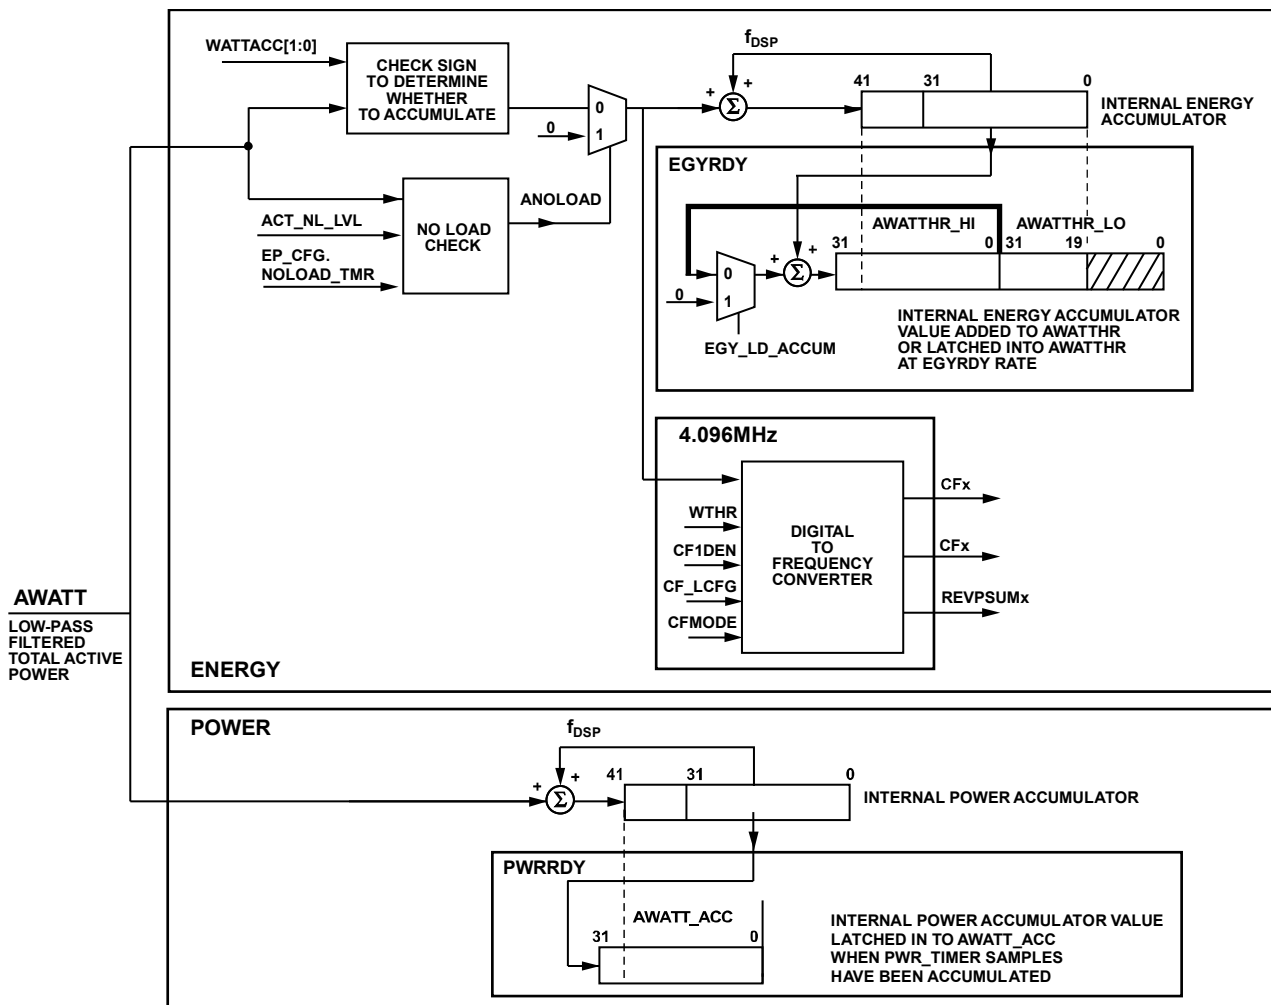 WATTACC[1:0]
CHECK SIGN
TO DETERMINE
WHETHER
TO ACCUMULATE
0
1
0
ANOLOAD
ACT_NL_LVL
EP_CFG.
NOLOAD_TMR
NO LOAD
CHECK
fDSP
+
+
Σ
41
31
0
INTERNAL ENERGY
ACCUMULATOR
EGYRDY
AWATTHR_HI
AWATTHR_LO
31
0
31
19
0
0
1
0
+
+
Σ
EGY_LD_ACCUM
INTERNAL ENERGY ACCUMULATOR
VALUE ADDED TO AWATTHR
OR LATCHED INTO AWATTHR
AT EGYRDY RATE
4.096MHz
WTHR
CF1DEN
CF_LCFG
CFMODE
DIGITAL
TO
FREQUENCY
CONVERTER
CFx
CFx
REVPSUMx
AWATT
LOW-PASS
FILTERED
TOTAL ACTIVE
POWER
ENERGY
POWER
fDSP
+
+
Σ
41
31
0
INTERNAL POWER ACCUMULATOR
PWRRDY
AWATT_ACC
31
0
INTERNAL POWER ACCUMULATOR VALUE
LATCHED IN TO AWATT_ACC
WHEN PWR_TIMER SAMPLES
HAVE BEEN ACCUMULATED